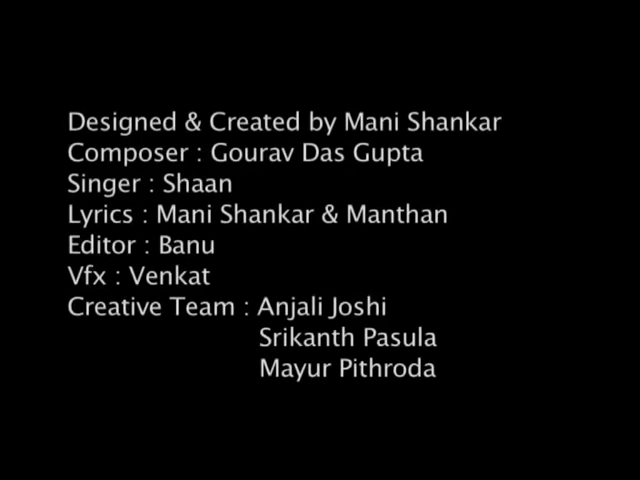 Designed & Created by Mani Shankar
Composer : Gourav Das Gupta
Singer : Shaan
Lyrics : Mani Shankar & Manthan
Editor : Banu
Vfx : Venkat
Creative Team : Anjali Joshi
Srikanth Pasula
Mayur Pithroda